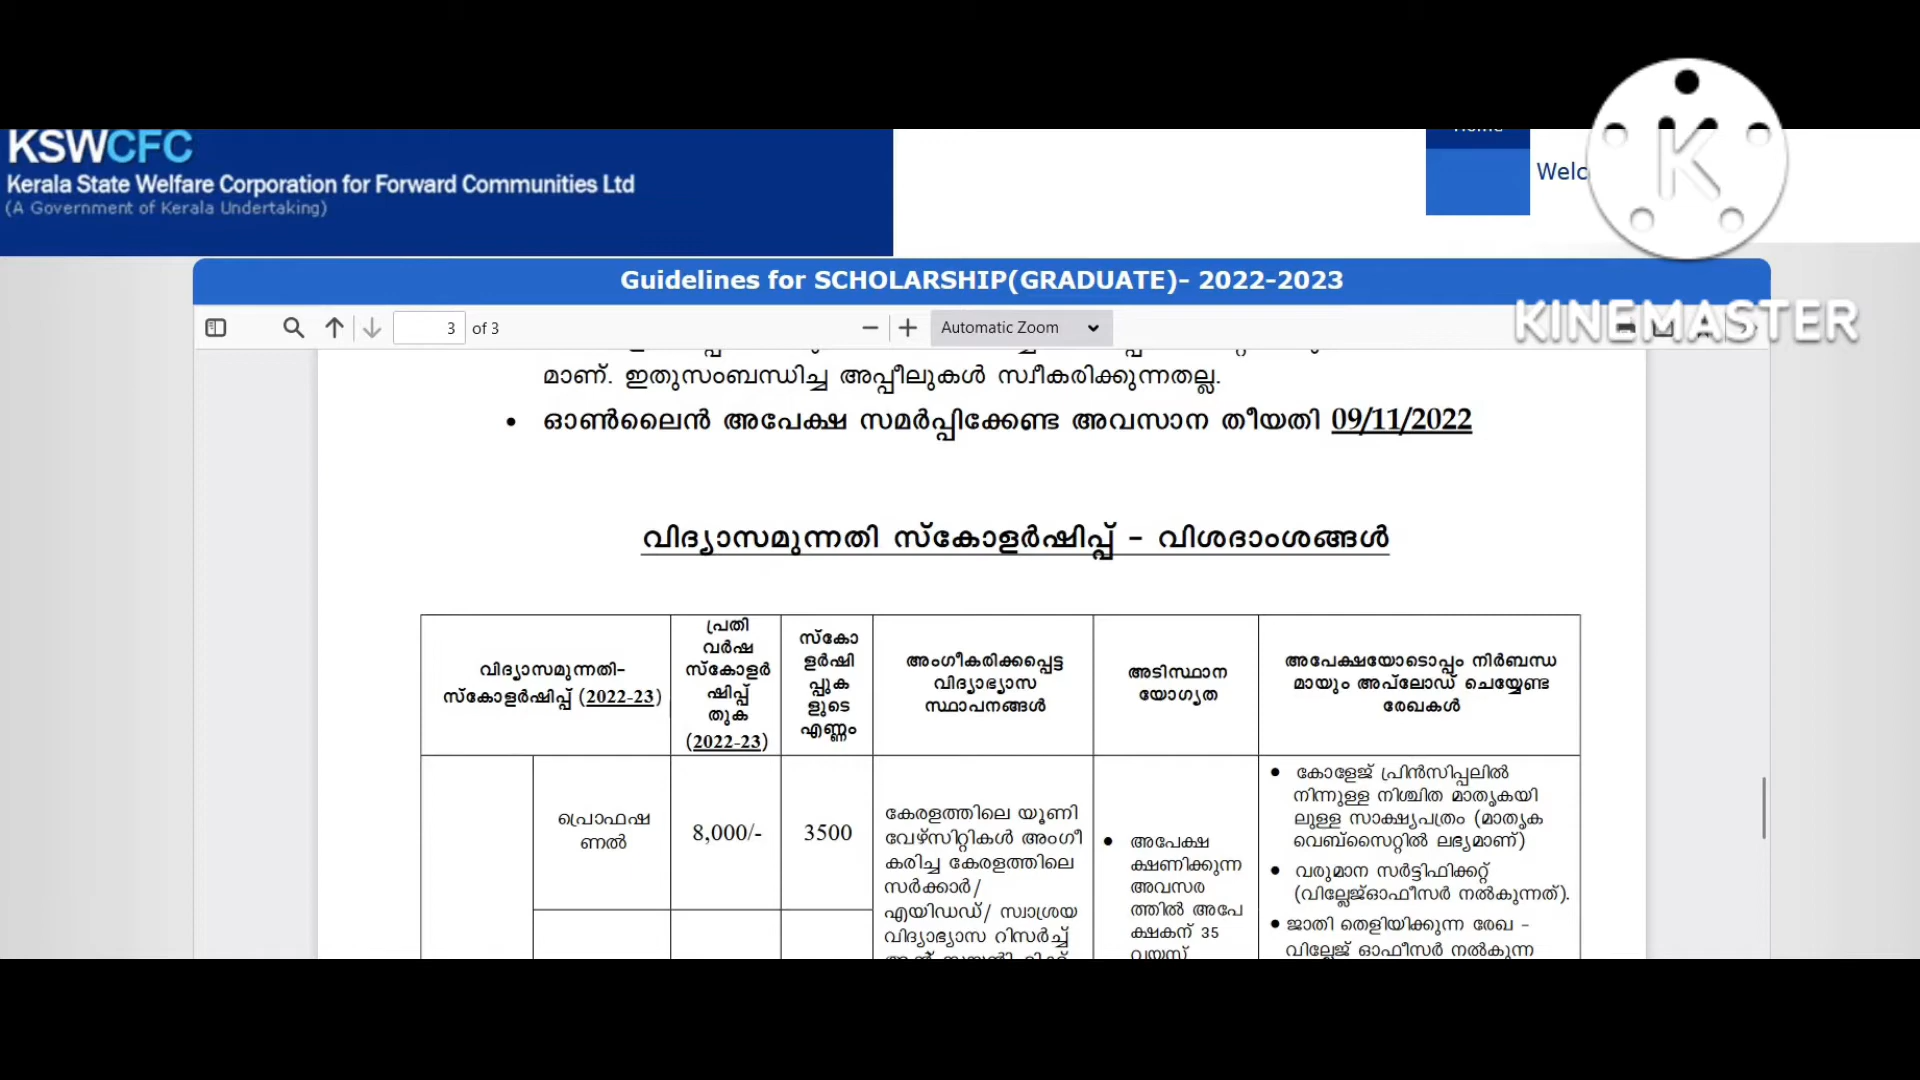 KSWCFC
Kerala State Welfare Corporation for Forward Communities Ltd
(A Government of Kerala Undertaking)
Home
Welc
K
KINEMASTER
Guidelines for SCHOLARSHIP(GRADUATE)- 2022-2023
3 of 3
Automatic Zoom
മാണ്. ഇതുസംബന്ധിച്ച അപ്പീലുകൾ സ്വീകരിക്കുന്നതല്ല.
• ഓൺലൈൻ അപേക്ഷ സമർപ്പിക്കേണ്ട അവസാന തീയതി 09/11/2022
വിദ്യാസമുന്നതി സ്കോളർഷിപ്പ് – വിശദാംശങ്ങൾ
വിദ്യാസമുന്നതി–
സ്കോളർഷിപ്പ് (2022-23)
പ്രതി
വർഷ
സ്കോളർ
ഷിപ്പ്
തുക
(2022-23)
സ്കോ
ളർഷി
പ്പുക
ളുടെ
എണ്ണം
അംഗീകരിക്കപ്പെട്ട
വിദ്യാഭ്യാസ
സ്ഥാപനങ്ങൾ
അടിസ്ഥാന
യോഗ്യത
അപേക്ഷയോടൊപ്പം നിർബന്ധ
മായും അപ്‌ലോഡ് ചെയ്യേണ്ട
രേഖകൾ
പ്രൊഫഷ
ണൽ
8,000/-
3500
കേരളത്തിലെ യൂണി
വേഴ്സിറ്റികൾ അംഗീ
കരിച്ച കേരളത്തിലെ
സർക്കാർ/
എയിഡഡ്/ സ്വാശ്രയ
വിദ്യാഭ്യാസ റിസർച്ച്
• അപേക്ഷ
ക്ഷണിക്കുന്ന
അവസര
ത്തിൽ അപേ
ക്ഷകന് 35
വയസ്
• കോളേജ് പ്രിൻസിപ്പലിൽ
നിന്നുള്ള നിശ്ചിത മാതൃകയി
ലുള്ള സാക്ഷ്യപത്രം (മാതൃക
വെബ്സൈറ്റിൽ ലഭ്യമാണ്)
• വരുമാന സർട്ടിഫിക്കറ്റ്
(വില്ലേജ്ഓഫീസർ നൽകുന്നത്).
• ജാതി തെളിയിക്കുന്ന രേഖ –
വില്ലേജ് ഓഫീസർ നൽകുന്ന